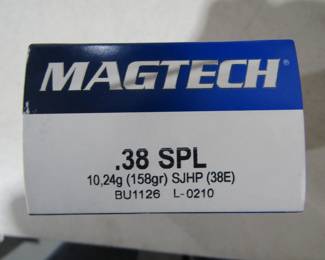 MAGTECH®
.38 SPL
10,24g (158gr) SJHP (38E)
BU1126 L-0210